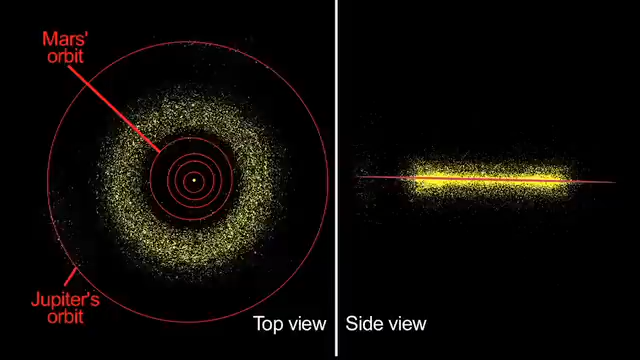 Mars'
orbit
Jupiter's
orbit
Top view
Side view